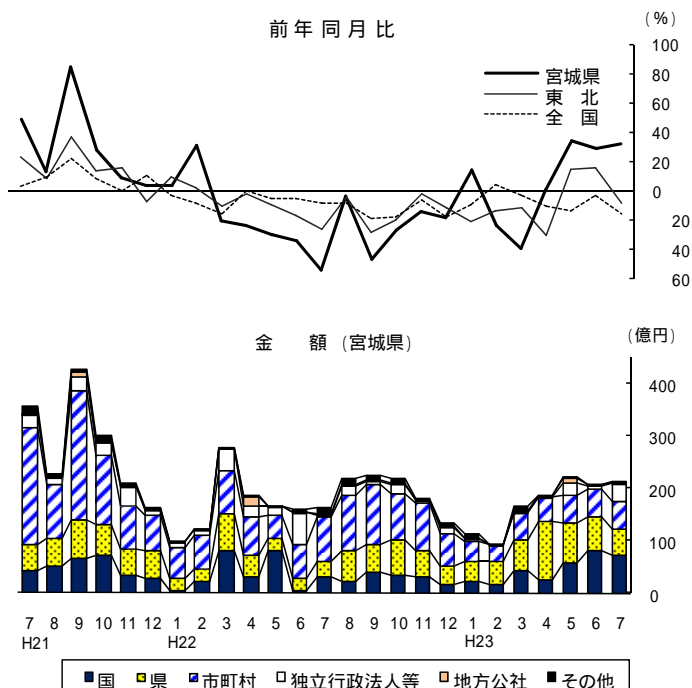 前年同月比
(%)
100
80
60
40
20
0
20
40
60
宮城県
東 北
全 国
金 額 (宮城県)
(億円)
400
300
200
100
0
7 8 9 10 11 12 1 2 3 4 5 6 7 8 9 10 11 12 1 2 3 4 5 6 7
H21 H22 H23
国 県 市町村 独立行政法人等 地方公社 その他